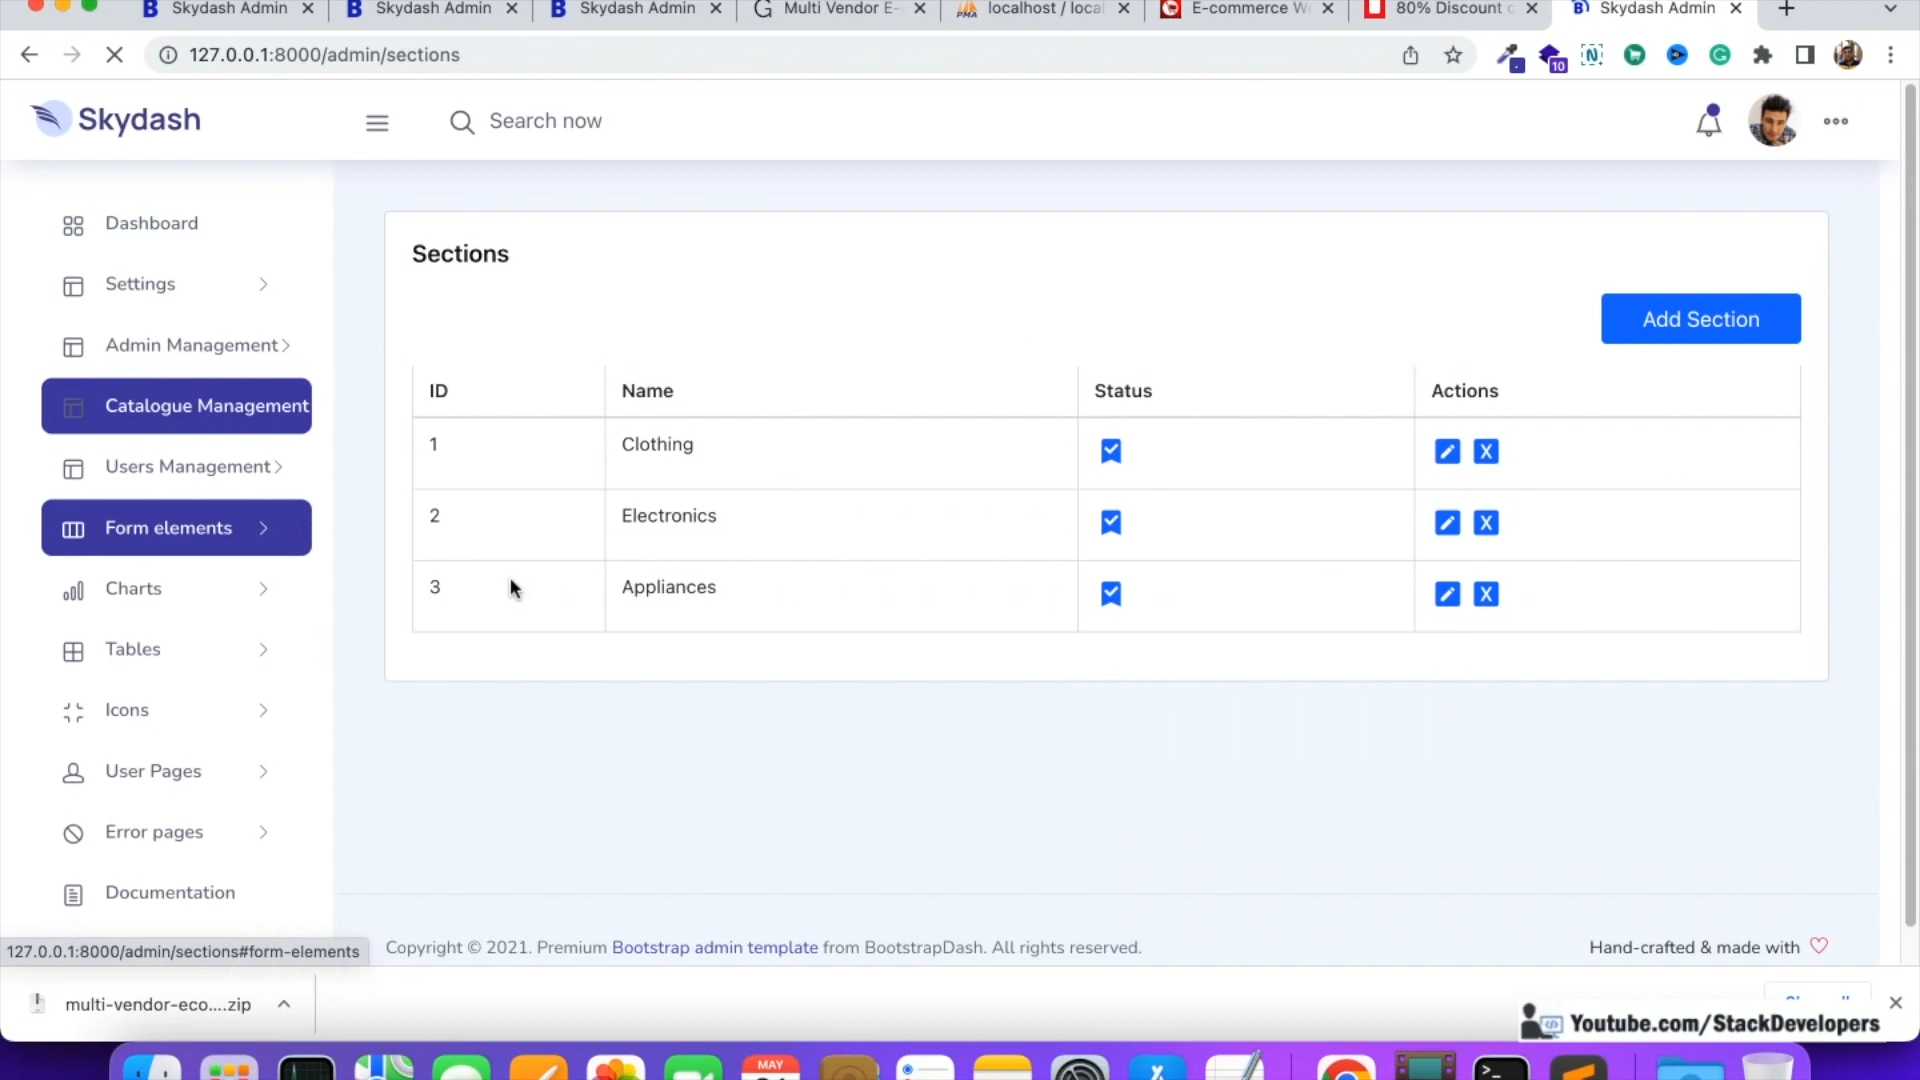 Skydash Admin
Skydash Admin
Skydash Admin
Multi Vendor E-
localhost / local
E-commerce W
80% Discount
Skydash Admin
127.0.0.1:8000/admin/sections
10
Skydash
Search now
Dashboard
Settings
Admin Management
Catalogue Management
Users Management
Form elements
Charts
Tables
Icons
User Pages
Error pages
Documentation
Sections
Add Section
ID Name Status Actions
1 Clothing
2 Electronics
3 Appliances
127.0.0.1:8000/admin/sections#form-elements
Copyright © 2021. Premium Bootstrap admin template from BootstrapDash. All rights reserved.
Hand-crafted & made with
multi-vendor-eco....zip
Youtube.com/StackDevelopers
MAY